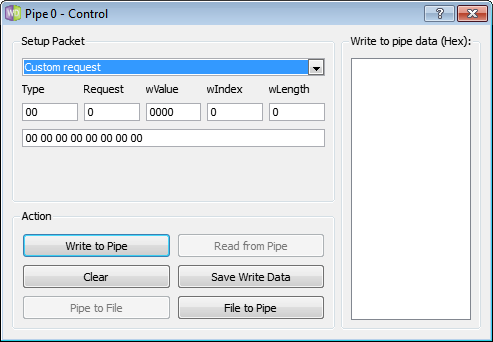 Pipe 0 - Control
Setup Packet
Custom request
Type Request wValue wIndex wLength
00 0 0000 0 0
00 00 00 00 00 00 00 00
Action
Write to Pipe Read from Pipe
Clear Save Write Data
Pipe to File File to Pipe
Write to pipe data (Hex):